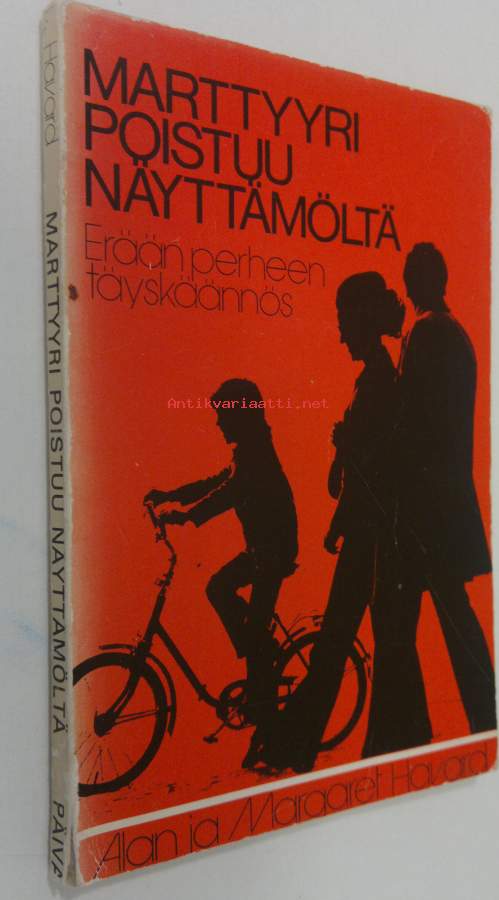 MARTTYYRI
POISTUU
NÄYTTÄMÖLTÄ
Erään perheen
täyskäännös
Antikvariaatti.net
Alan ja Margaret Havard
Havard MARTTYYRI POISTUU NÄYTTÄMÖLTÄ PÄIVÄ